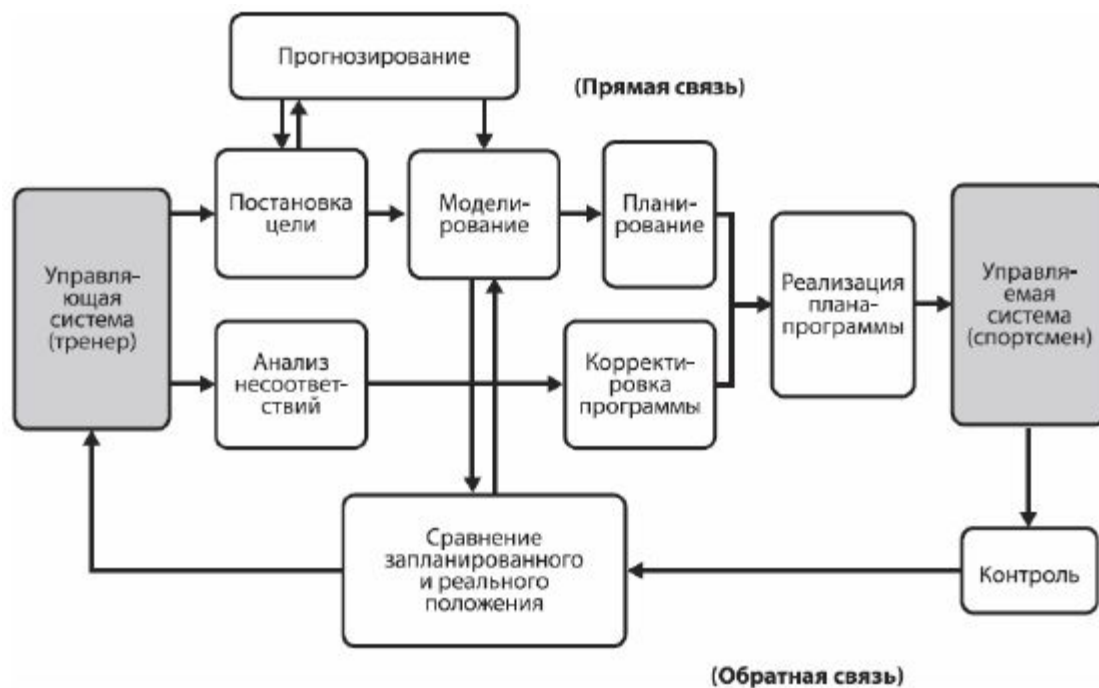 Прогнозирование
(Прямая связь)
Постановка
цели
Модели-
рование
Плани-
рование
Управля-
ющая
система
(тренер)
Реализация
плана-
программы
Управля-
емая
система
(спортсмен)
Анализ
несоответ-
ствий
Корректи-
ровка
программы
Сравнение
запланированного
и реального
положения
Контроль
(Обратная связь)